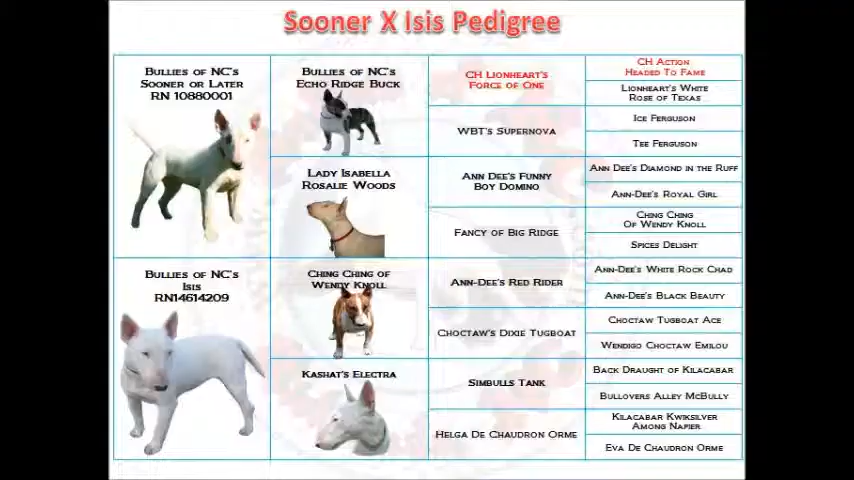 Sooner X Isis Pedigree
Bullies of NC's
Sooner or Later
RN 10880001
Bullies of NC's
Isis
RN14614209
Bullies of NC's
Echo Ridge Buck
Lady Isabella
Rosalie Woods
Ching Ching of
Wendy Knoll
Kashat's Electra
CH Lionheart's
Force of One
WBT's Supernova
Ann Dee's Funny
Boy Domino
Fancy of Big Ridge
Ann-Dee's Red Rider
Choctaw's Dixie Tugboat
Simbulls Tank
Helga De Chaudron Orme
CH Action
Headed To Fame
Lionheart's White
Rose of Texas
Ice Ferguson
Tee Ferguson
Ann Dee's Diamond in the Ruff
Ann-Dee's Royal Girl
Ching Ching
Of Wendy Knoll
Spices Delight
Ann-Dee's White Rock Chad
Ann-Dee's Black Beauty
Choctaw Tugboat Ace
Wendigo Choctaw Emilou
Back Draught of Kilacabar
Bullovers Alley McBully
Kilacabar Kwiksilver
Among Napier
Eva De Chaudron Orme